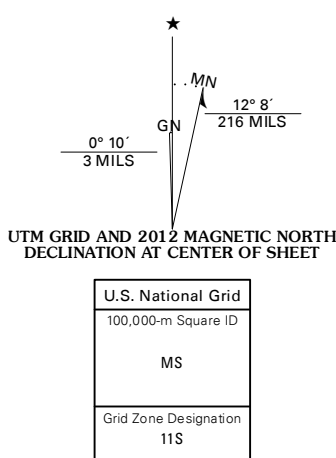 ★
MN
GN
12° 8´
216 MILS
0° 10´
3 MILS
UTM GRID AND 2012 MAGNETIC NORTH
DECLINATION AT CENTER OF SHEET
U.S. National Grid
100,000-m Square ID
MS
Grid Zone Designation
11S